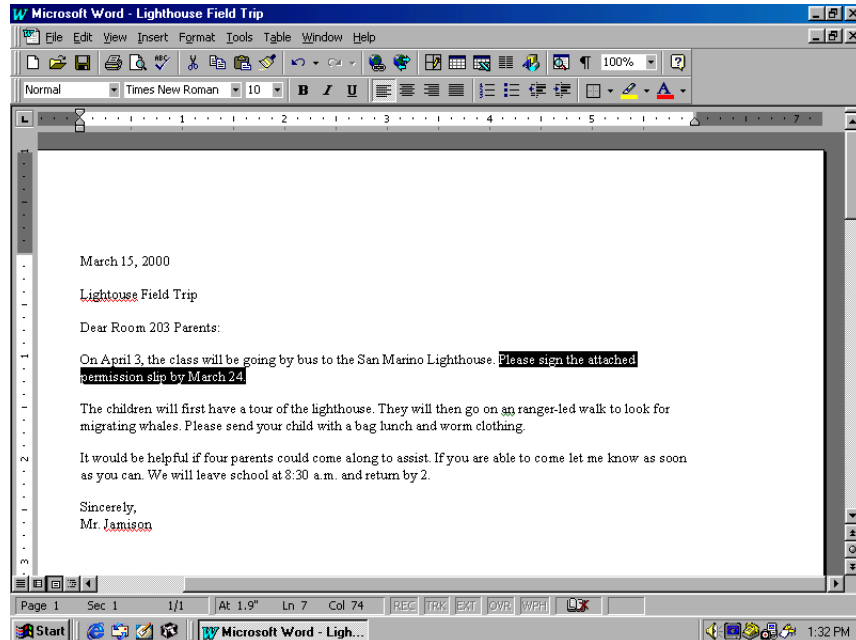 Microsoft Word - Lighthouse Field Trip
File Edit View Insert Format Tools Table Window Help
100%
Normal Times New Roman 10 B I U
1 2 3 4 5 7
March 15, 2000
Lightouse Field Trip
Dear Room 203 Parents:
On April 3, the class will be going by bus to the San Marino Lighthouse. Please sign the attached
permission slip by March 24.
The children will first have a tour of the lighthouse. They will then go on an ranger-led walk to look for
migrating whales. Please send your child with a bag lunch and worm clothing.
It would be helpful if four parents could come along to assist. If you are able to come let me know as soon
as you can. We will leave school at 8:30 a.m. and return by 2.
Sincerely,
Mr. Jamison
Page 1 Sec 1 1/1 At 1.9" Ln 7 Col 74 REC TRK EXT OVR WPH
Start Microsoft Word - Ligh... 1:32 PM